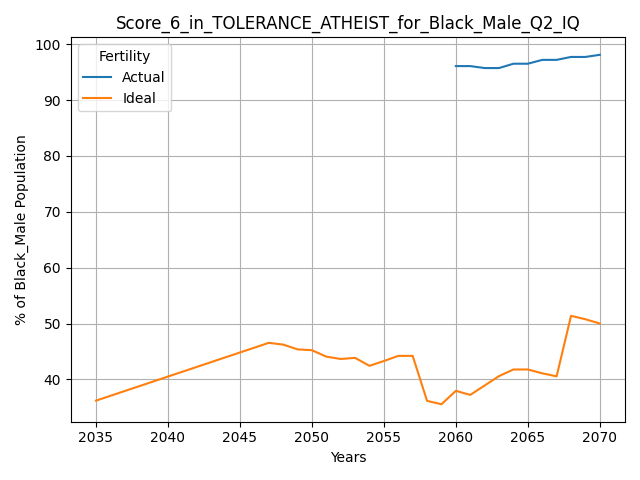 Score_6_in_TOLERANCE_ATHEIST_for_Black_Male_Q2_IQ
100
90
80
70
60
50
40
% of Black_Male Population
Fertility
Actual
Ideal
2035 2040 2045 2050 2055 2060 2065 2070
Years